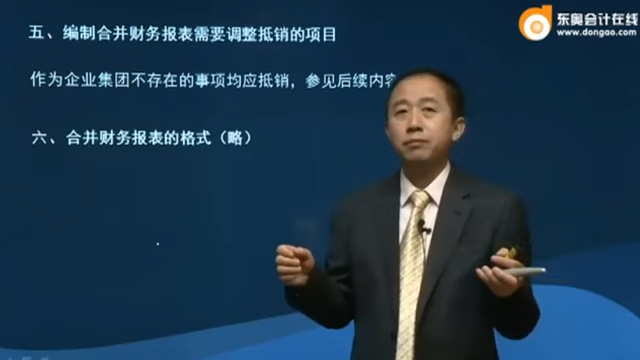 东奥会计在线
www.dongao.com
五、编制合并财务报表需要调整抵销的项目
作为企业集团不存在的事项均应抵销，参见后续内容
六、合并财务报表的格式（略）